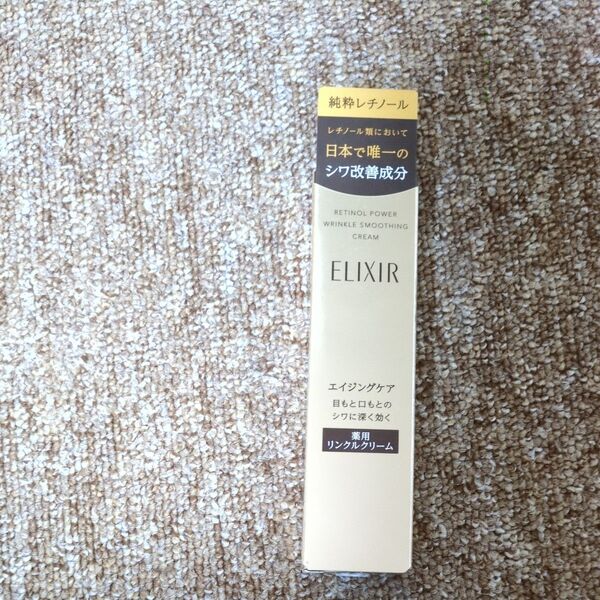 純粋レチノール
レチノール類において
日本で唯一の
シワ改善成分
RETINOL POWER
WRINKLE SMOOTHING
CREAM
ELIXIR
エイジングケア
目もと口もとの
シワに深く効く
薬用
リンクルクリーム